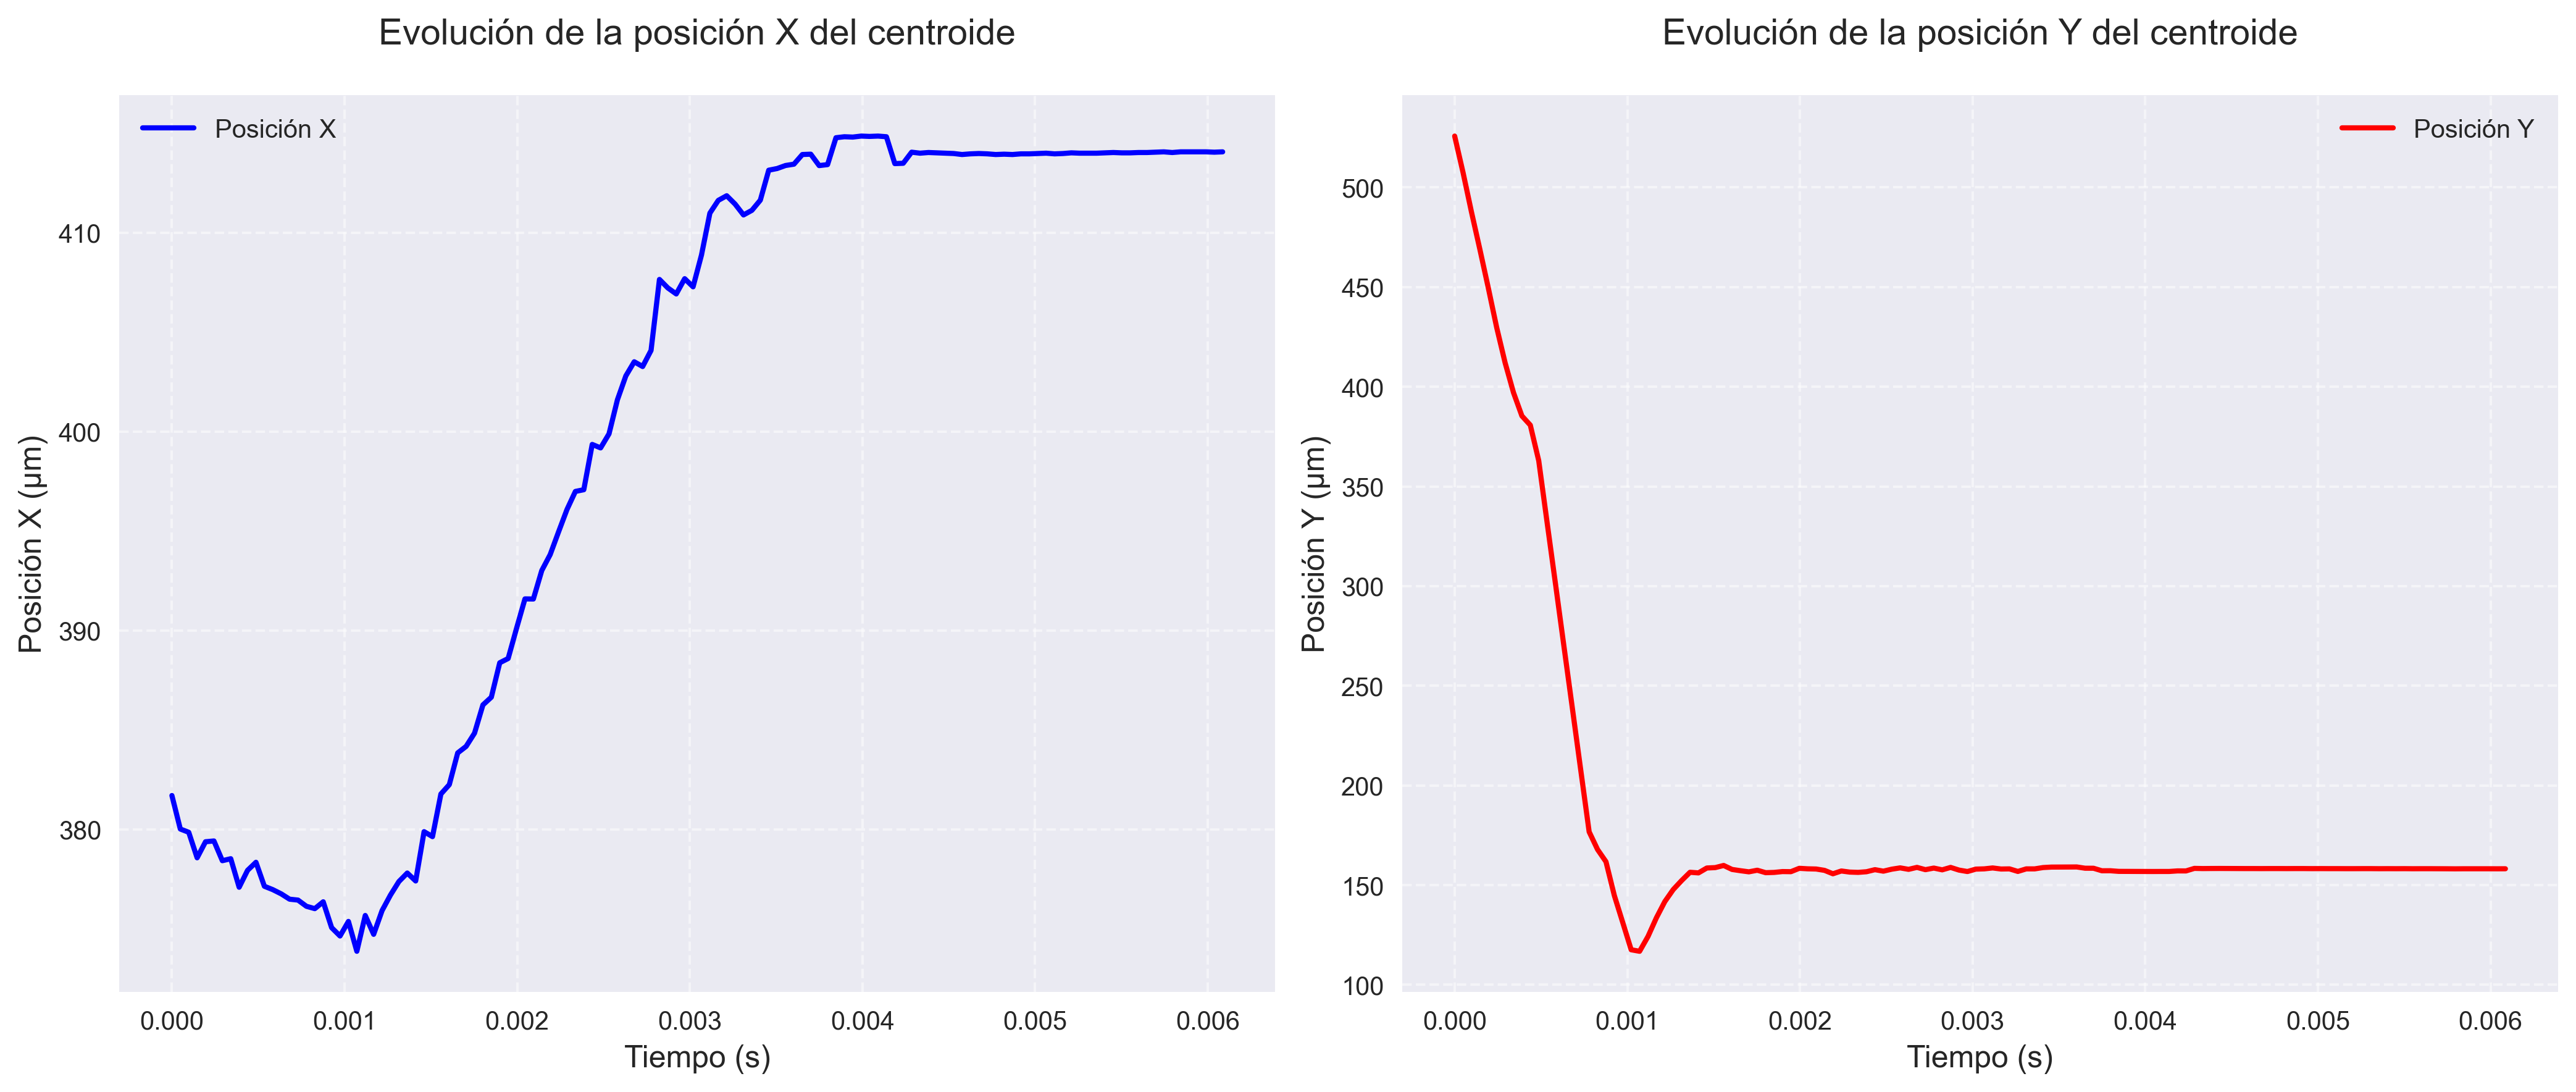 Evolución de la posición X del centroide
Posición X
410
400
390
380
Posición X (μm)
0.000 0.001 0.002 0.003 0.004 0.005 0.006
Tiempo (s)
Evolución de la posición Y del centroide
Posición Y
500
450
400
350
300
250
200
150
100
Posición Y (μm)
0.000 0.001 0.002 0.003 0.004 0.005 0.006
Tiempo (s)